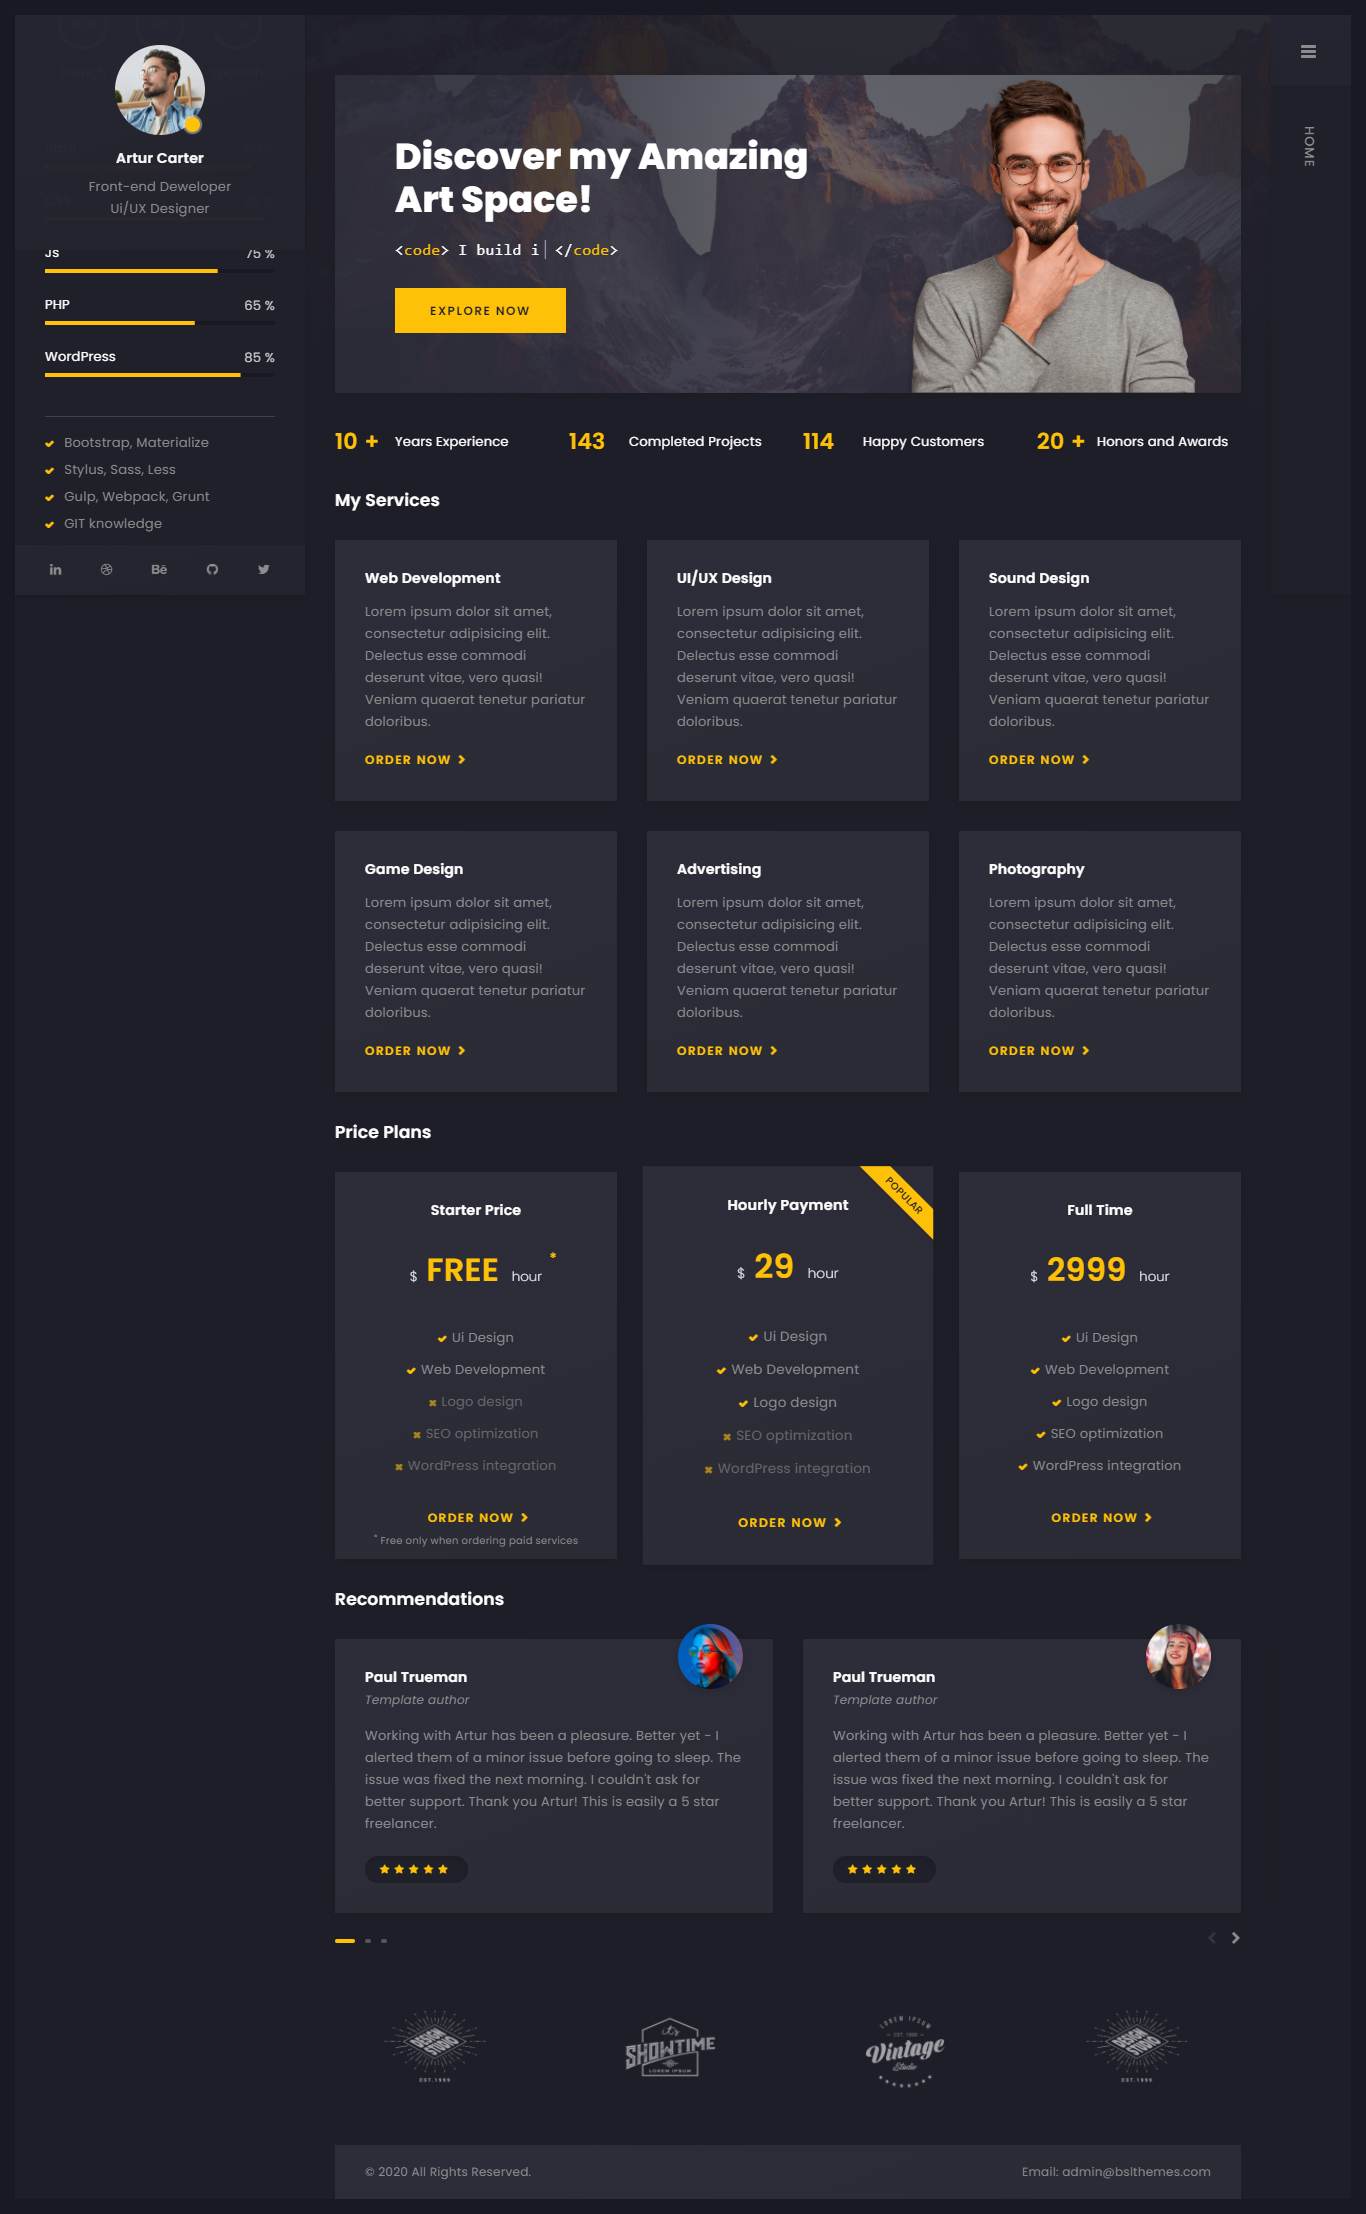 Artur Carter
Front-end Deweloper
Ui/UX Designer
JS 75 %
PHP 65 %
WordPress 85 %
Bootstrap, Materialize
Stylus, Sass, Less
Gulp, Webpack, Grunt
GIT knowledge
Bē
HOME
Discover my Amazing
Art Space!
<code> I build i </code>
EXPLORE NOW
10 + Years Experience
143 Completed Projects
114 Happy Customers
20 + Honors and Awards
My Services
Web Development
Lorem ipsum dolor sit amet,
consectetur adipisicing elit.
Delectus esse commodi
deserunt vitae, vero quasi!
Veniam quaerat tenetur pariatur
doloribus.
ORDER NOW
UI/UX Design
Lorem ipsum dolor sit amet,
consectetur adipisicing elit.
Delectus esse commodi
deserunt vitae, vero quasi!
Veniam quaerat tenetur pariatur
doloribus.
ORDER NOW
Sound Design
Lorem ipsum dolor sit amet,
consectetur adipisicing elit.
Delectus esse commodi
deserunt vitae, vero quasi!
Veniam quaerat tenetur pariatur
doloribus.
ORDER NOW
Game Design
Lorem ipsum dolor sit amet,
consectetur adipisicing elit.
Delectus esse commodi
deserunt vitae, vero quasi!
Veniam quaerat tenetur pariatur
doloribus.
ORDER NOW
Advertising
Lorem ipsum dolor sit amet,
consectetur adipisicing elit.
Delectus esse commodi
deserunt vitae, vero quasi!
Veniam quaerat tenetur pariatur
doloribus.
ORDER NOW
Photography
Lorem ipsum dolor sit amet,
consectetur adipisicing elit.
Delectus esse commodi
deserunt vitae, vero quasi!
Veniam quaerat tenetur pariatur
doloribus.
ORDER NOW
Price Plans
Starter Price
$ FREE hour *
Ui Design
Web Development
Logo design
SEO optimization
WordPress integration
ORDER NOW
* Free only when ordering paid services
POPULAR
Hourly Payment
$ 29 hour
Ui Design
Web Development
Logo design
SEO optimization
WordPress integration
ORDER NOW
Full Time
$ 2999 hour
Ui Design
Web Development
Logo design
SEO optimization
WordPress integration
ORDER NOW
Recommendations
Paul Trueman
Template author
Working with Artur has been a pleasure. Better yet - I
alerted them of a minor issue before going to sleep. The
issue was fixed the next morning. I couldn't ask for
better support. Thank you Artur! This is easily a 5 star
freelancer.
Paul Trueman
Template author
Working with Artur has been a pleasure. Better yet - I
alerted them of a minor issue before going to sleep. The
issue was fixed the next morning. I couldn't ask for
better support. Thank you Artur! This is easily a 5 star
freelancer.
DESIGN
STUDIO
EST.1999
it's
SHOWTIME
LOREM IPSUM
LOREM IPSUM
EST. 1999
Vintage
Studio
DESIGN
STUDIO
EST.1999
© 2020 All Rights Reserved.
Email: admin@bslthemes.com